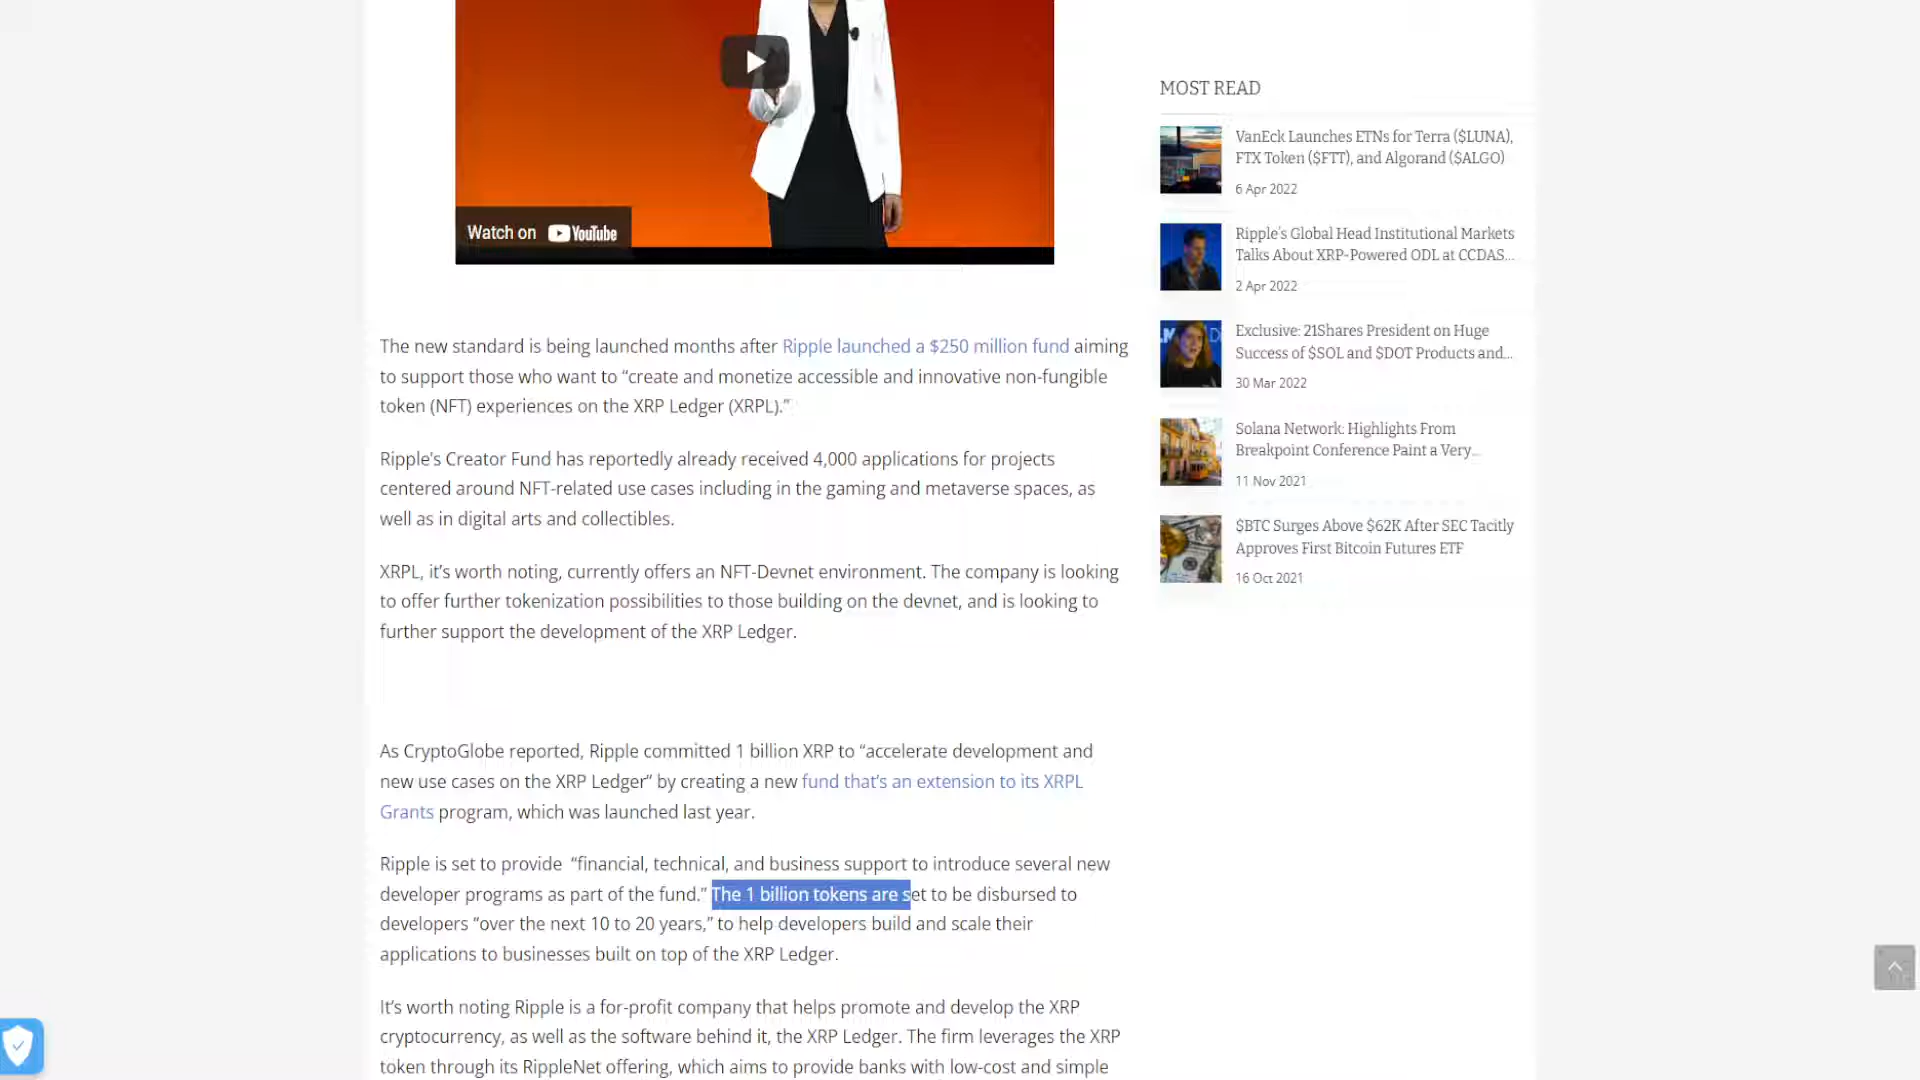 Watch on YouTube
The new standard is being launched months after Ripple launched a $250 million fund aiming
to support those who want to “create and monetize accessible and innovative non-fungible
token (NFT) experiences on the XRP Ledger (XRPL).”
Ripple's Creator Fund has reportedly already received 4,000 applications for projects
centered around NFT-related use cases including in the gaming and metaverse spaces, as
well as in digital arts and collectibles.
XRPL, it’s worth noting, currently offers an NFT-Devnet environment. The company is looking
to offer further tokenization possibilities to those building on the devnet, and is looking to
further support the development of the XRP Ledger.
As CryptoGlobe reported, Ripple committed 1 billion XRP to “accelerate development and
new use cases on the XRP Ledger” by creating a new fund that’s an extension to its XRPL
Grants program, which was launched last year.
Ripple is set to provide “financial, technical, and business support to introduce several new
developer programs as part of the fund.” The 1 billion tokens are set to be disbursed to
developers “over the next 10 to 20 years,” to help developers build and scale their
applications to businesses built on top of the XRP Ledger.
It’s worth noting Ripple is a for-profit company that helps promote and develop the XRP
cryptocurrency, as well as the software behind it, the XRP Ledger. The firm leverages the XRP
token through its RippleNet offering, which aims to provide banks with low-cost and simple
MOST READ
VanEck Launches ETNs for Terra ($LUNA),
FTX Token ($FTT), and Algorand ($ALGO)
6 Apr 2022
Ripple’s Global Head Institutional Markets
Talks About XRP-Powered ODL at CCDAS...
2 Apr 2022
Exclusive: 21Shares President on Huge
Success of $SOL and $DOT Products and...
30 Mar 2022
Solana Network: Highlights From
Breakpoint Conference Paint a Very...
11 Nov 2021
$BTC Surges Above $62K After SEC Tacitly
Approves First Bitcoin Futures ETF
16 Oct 2021